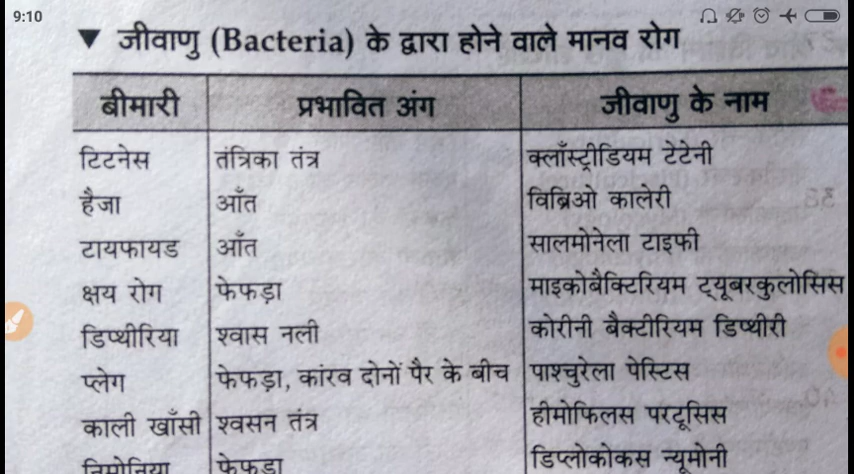 9:10
▼ जीवाणु (Bacteria) के द्वारा होने वाले मानव रोग
बीमारी प्रभावित अंग जीवाणु के नाम
टिटनेस तंत्रिका तंत्र क्लॉस्ट्रीडियम टेटेनी
हैजा आँत विब्रिओ कालेरी
टायफायड आँत सालमोनेला टाइफी
क्षय रोग फेफड़ा माइकोबैक्टिरियम ट्यूबरकुलोसिस
डिप्थीरिया श्वास नली कोरीनी बैक्टीरियम डिप्थीरी
प्लेग फेफड़ा, कांरव दोनों पैर के बीच पाश्चुरेला पेस्टिस
काली खाँसी श्वसन तंत्र हीमोफिलस परटूसिस
निमोनिया फेफड़ा डिप्लोकोकस न्यूमोनी